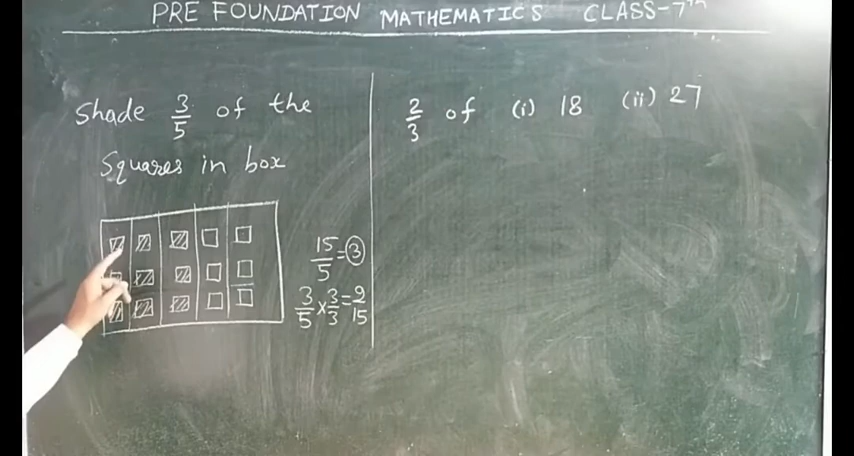 PRE FOUNDATION MATHEMATICS CLASS-7th
Shade 3/5 of the
Squares in box
15/5 = 3
3/5 × 3/3 = 9/15
2/3 of (i) 18 (ii) 27